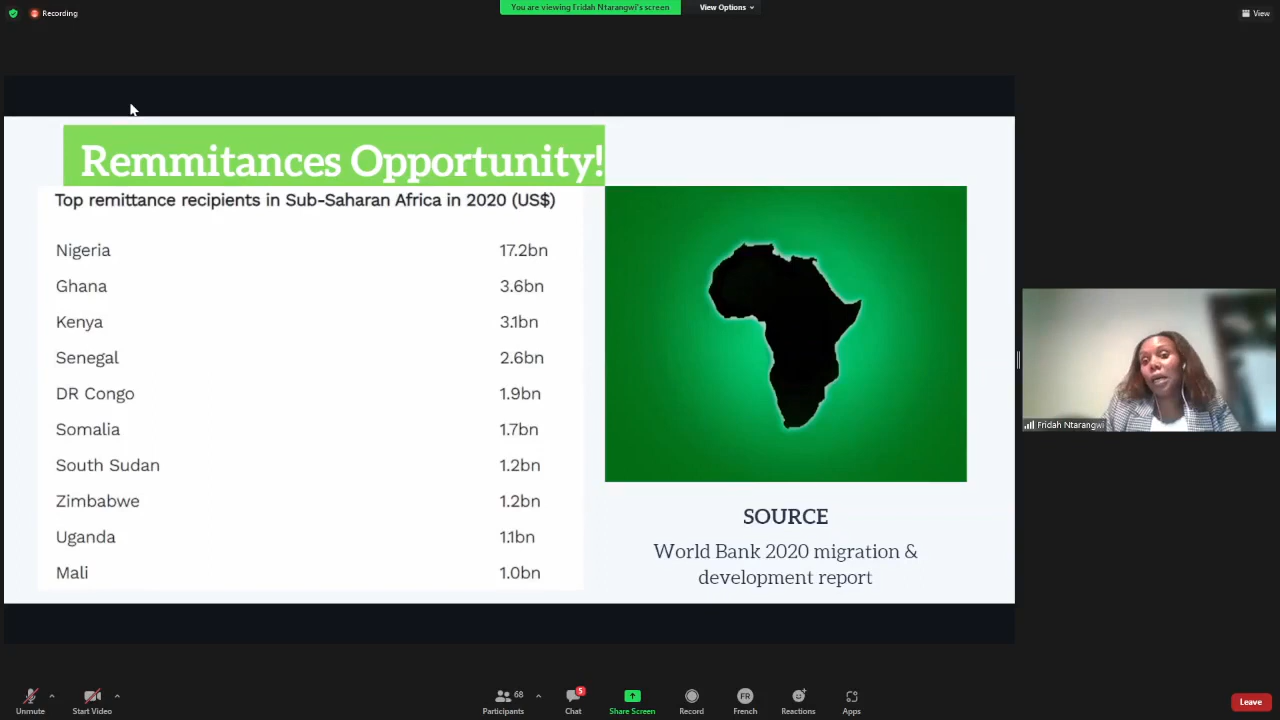 Recording
You are viewing Fridah Ntarangwi's screen
View Options
View
Remmitances Opportunity!
Top remittance recipients in Sub-Saharan Africa in 2020 (US$)
Nigeria 17.2bn
Ghana 3.6bn
Kenya 3.1bn
Senegal 2.6bn
DR Congo 1.9bn
Somalia 1.7bn
South Sudan 1.2bn
Zimbabwe 1.2bn
Uganda 1.1bn
Mali 1.0bn
SOURCE
World Bank 2020 migration &
development report
Fridah Ntarangwi
Unmute
Start Video
68
Participants
5
Chat
Share Screen
Record
FR
French
Reactions
Apps
Leave